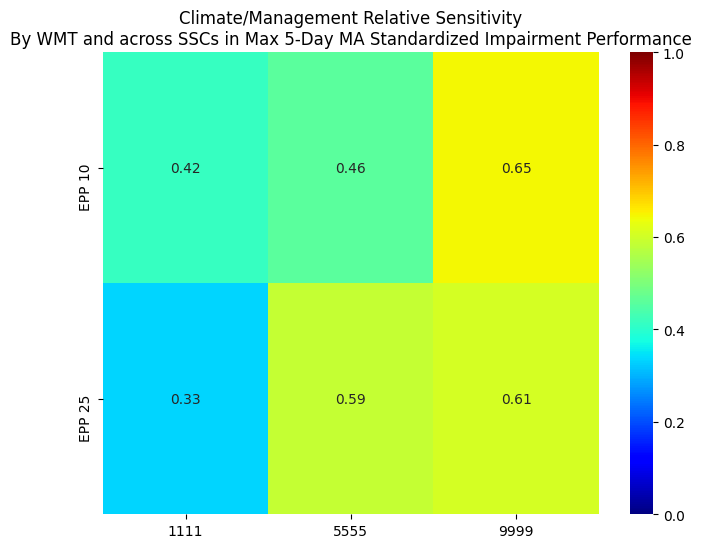 Climate/Management Relative Sensitivity
By WMT and across SSCs in Max 5-Day MA Standardized Impairment Performance
EPP 10
0.42 0.46 0.65
EPP 25
0.33 0.59 0.61
1111 5555 9999
1.0
0.8
0.6
0.4
0.2
0.0